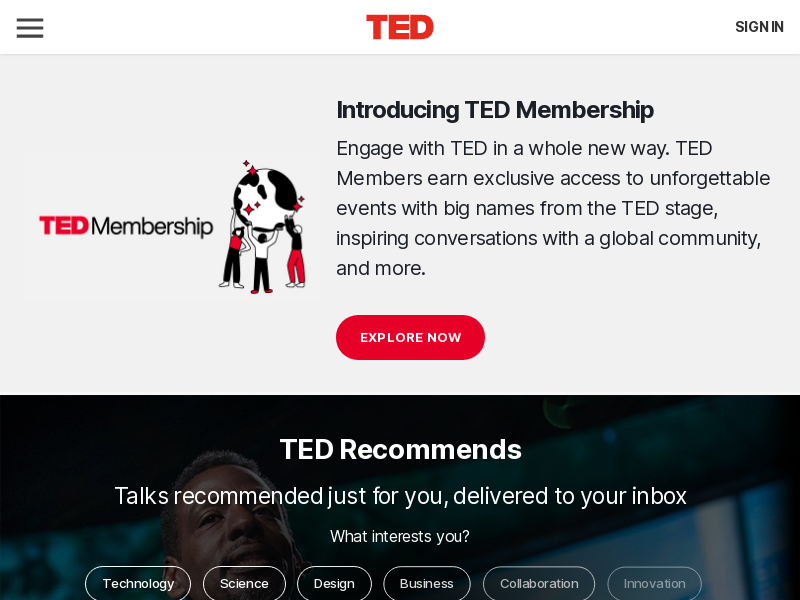 TED
SIGN IN
Introducing TED Membership
Engage with TED in a whole new way. TED
Members earn exclusive access to unforgettable
events with big names from the TED stage,
inspiring conversations with a global community,
and more.
TED Membership
EXPLORE NOW
TED Recommends
Talks recommended just for you, delivered to your inbox
What interests you?
Technology
Science
Design
Business
Collaboration
Innovation